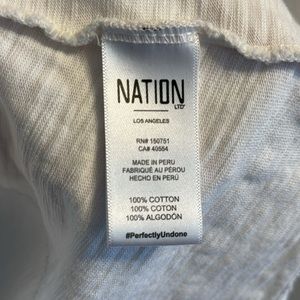 NATION
LTD
LOS ANGELES
RN# 150751
CA# 40554
MADE IN PERU
FABRIQUÉ AU PÉROU
HECHO EN PERÚ
100% COTTON
100% COTON
100% ALGODÓN
#PerfectlyUndone